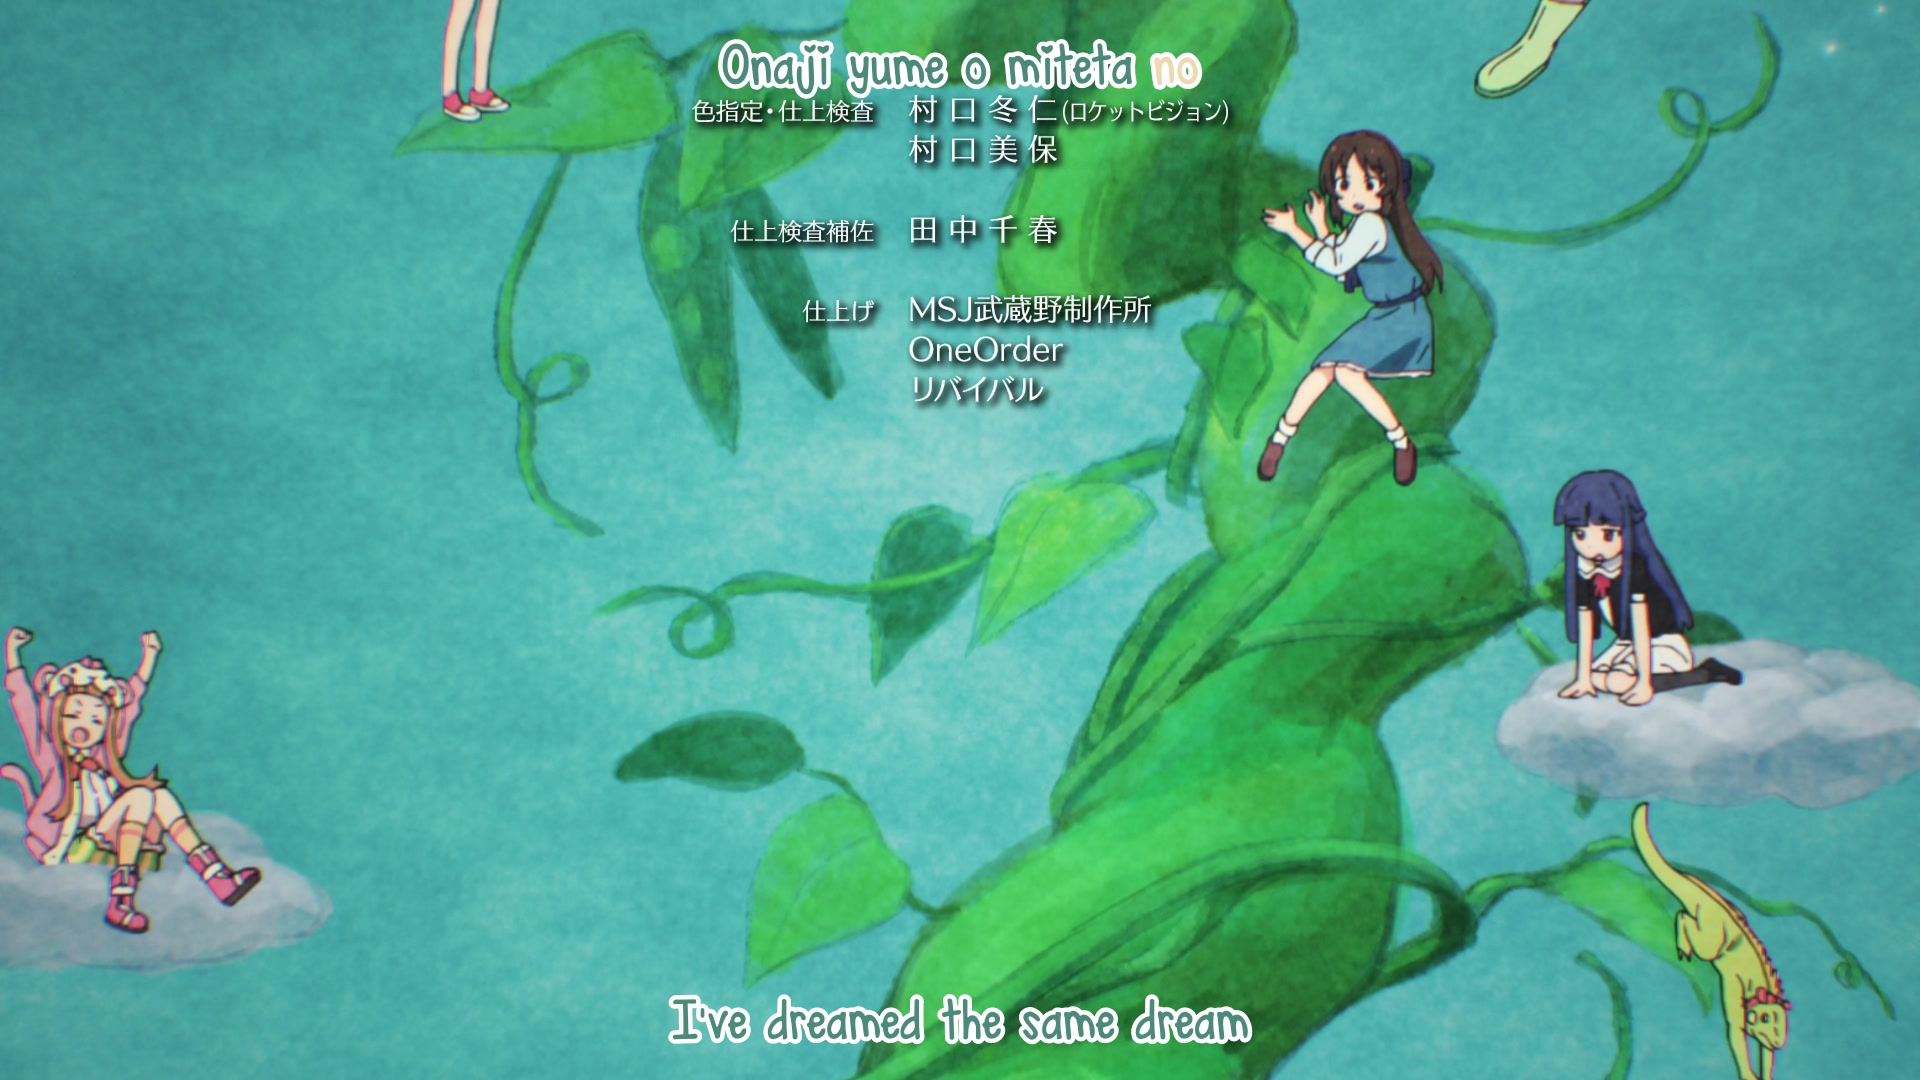 Onaji yume o miteta no
色指定・仕上検査 村口冬仁(ロケットビジョン)
村口美保
仕上検査補佐 田中千春
仕上げ MSJ武蔵野制作所
OneOrder
リバイバル
I've dreamed the same dream